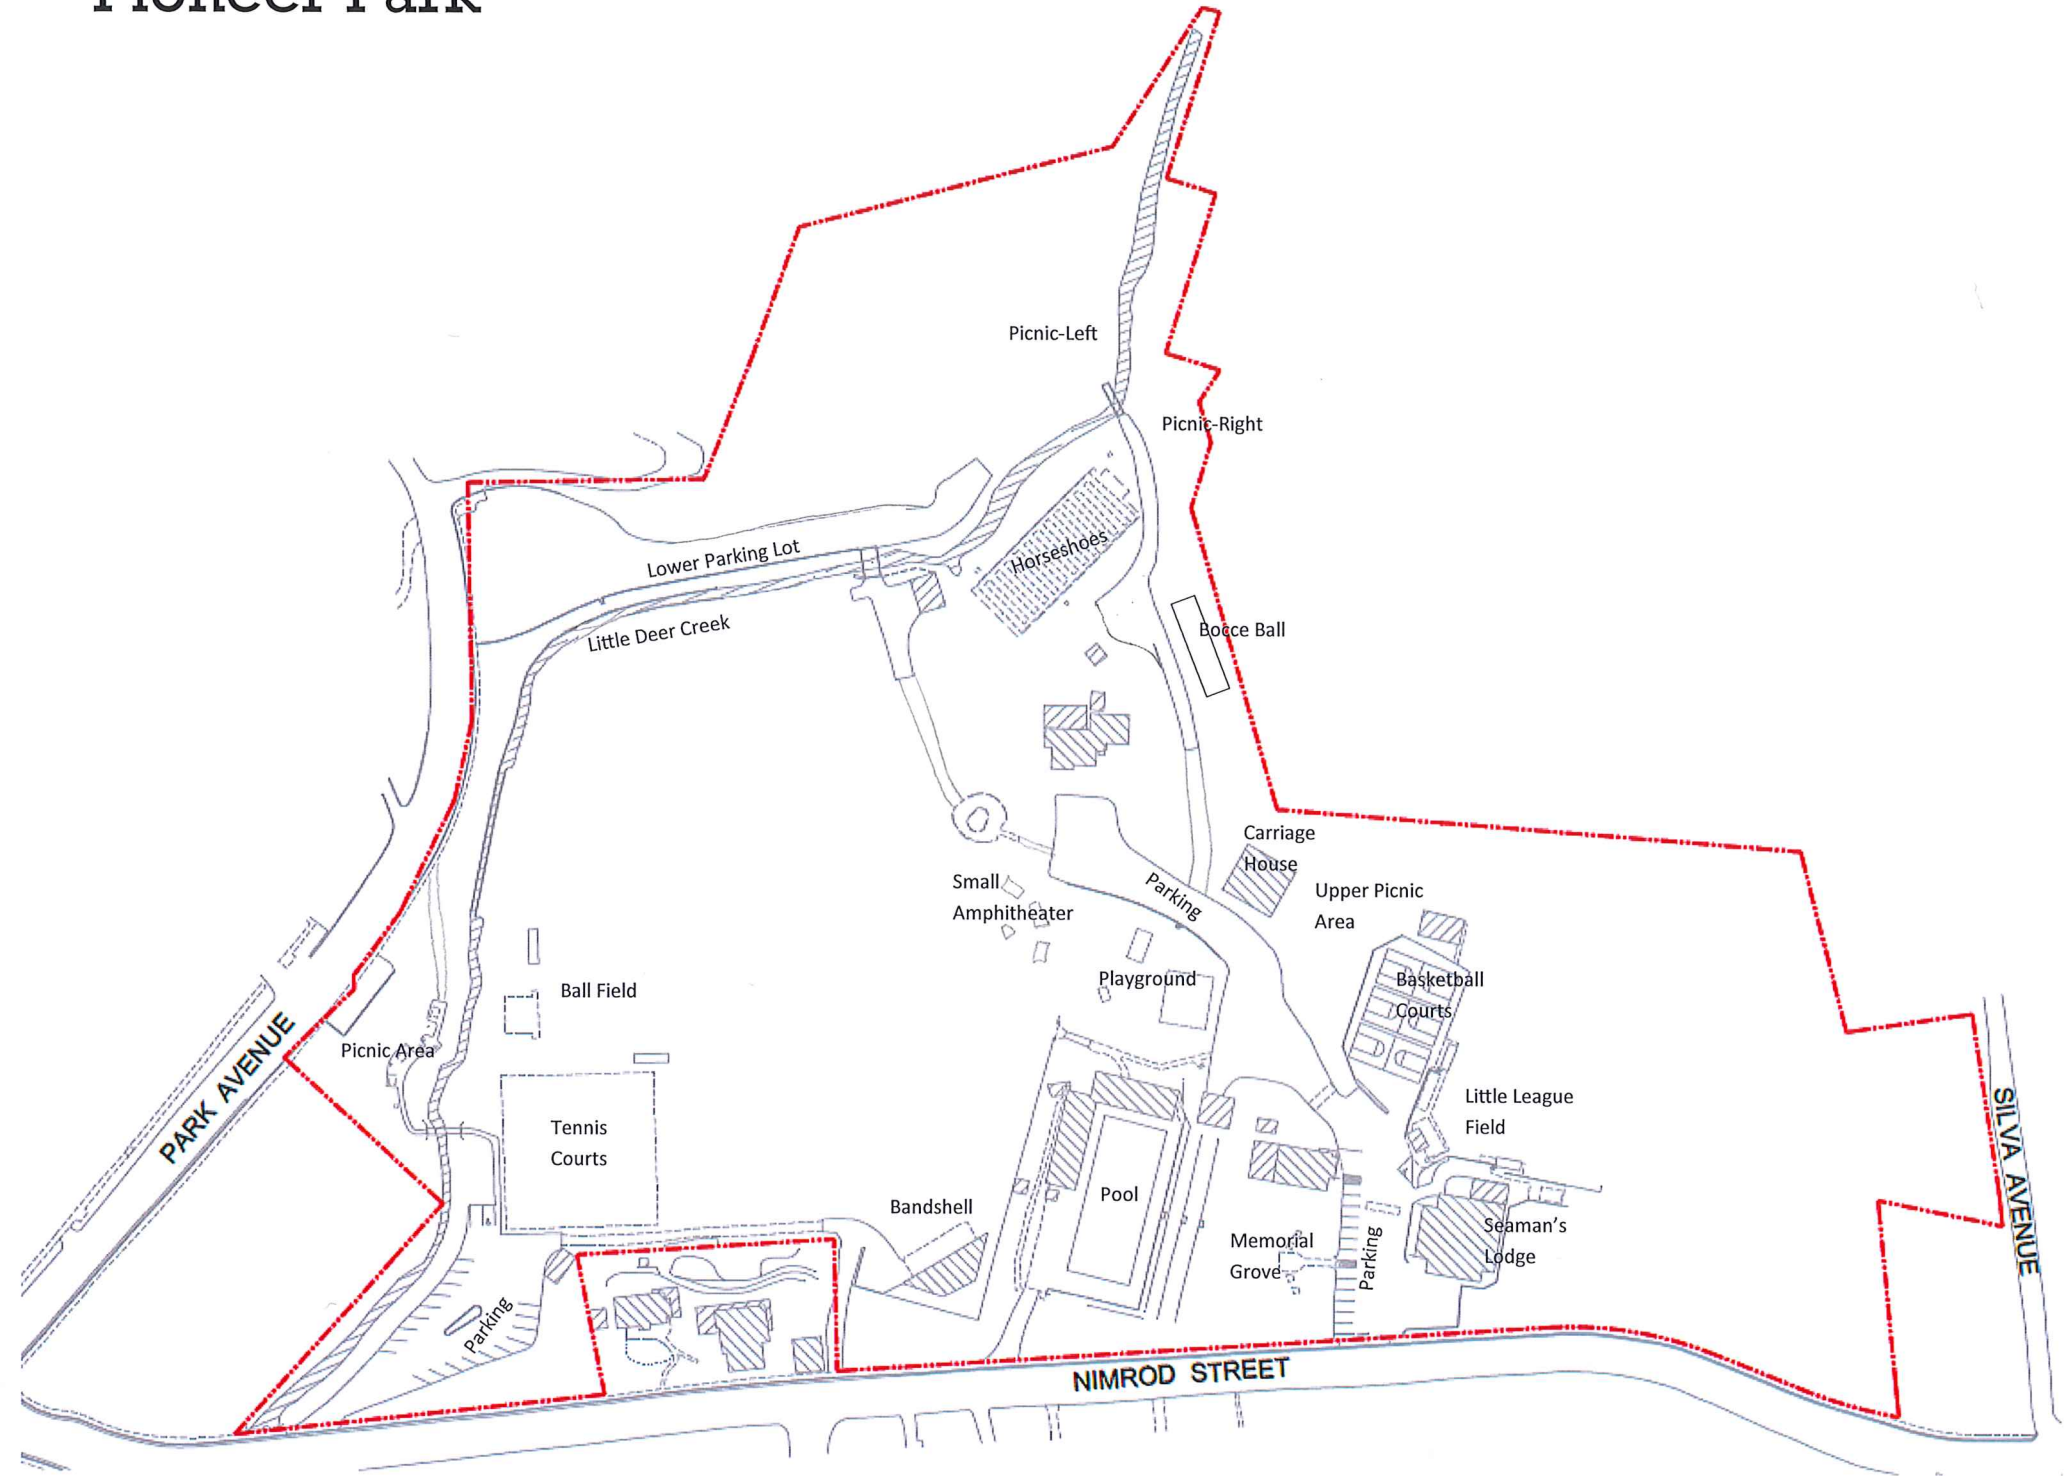 Pioneer Park
Picnic-Left
Picnic-Right
Horseshoes
Lower Parking Lot
Little Deer Creek
Bocce Ball
Carriage
House
Small
Amphitheater
Parking
Upper Picnic
Area
Playground
Basketball
Courts
Ball Field
Picnic Area
PARK AVENUE
Tennis
Courts
Little League
Field
SILVA AVENUE
Pool
Bandshell
Memorial
Grove
Parking
Seaman's
Lodge
Parking
NIMROD STREET